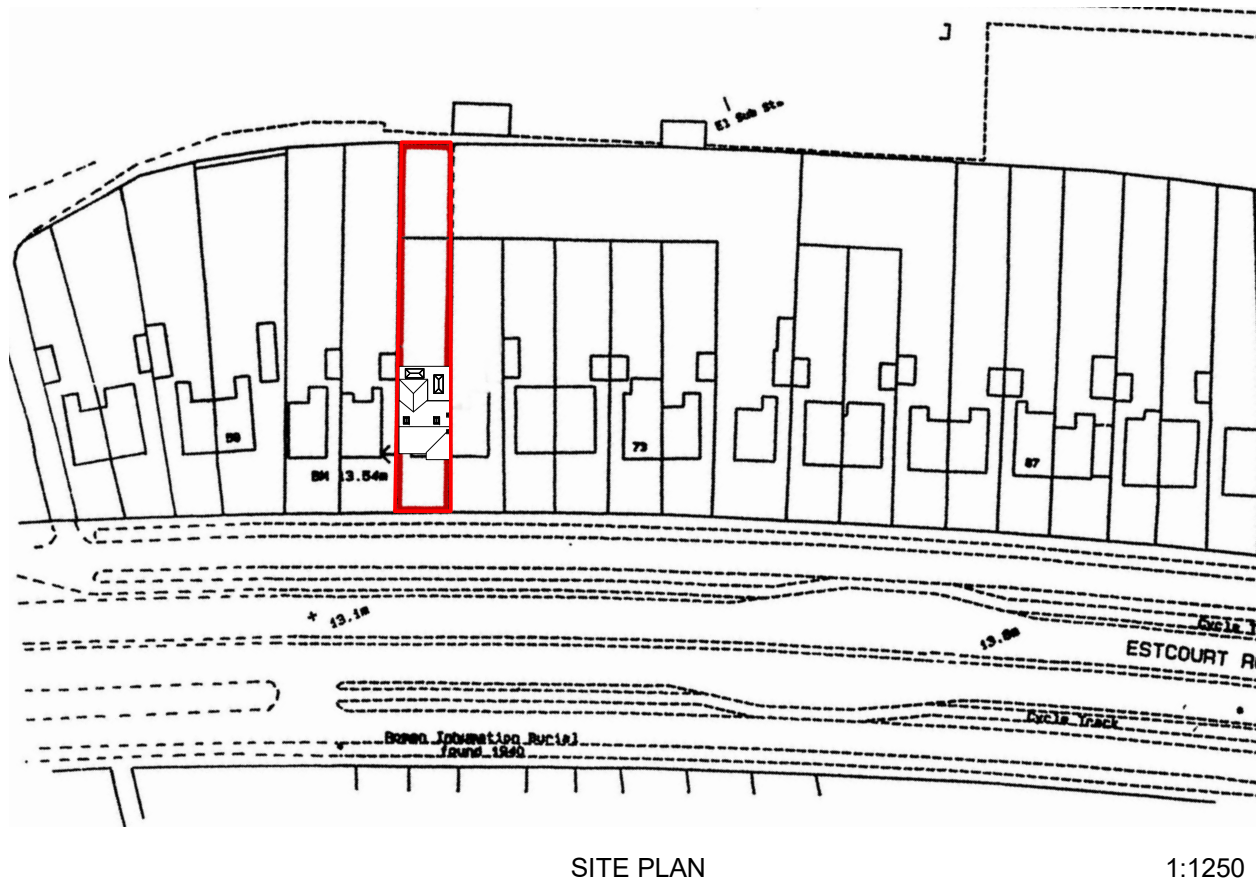 El Sub Sta
59
73
87
BM 13.54m
13.1m
Cycle T
13.8m
ESTCOURT R
Cycle Track
Roman Inhumation Burial
found 1940
SITE PLAN
1:1250